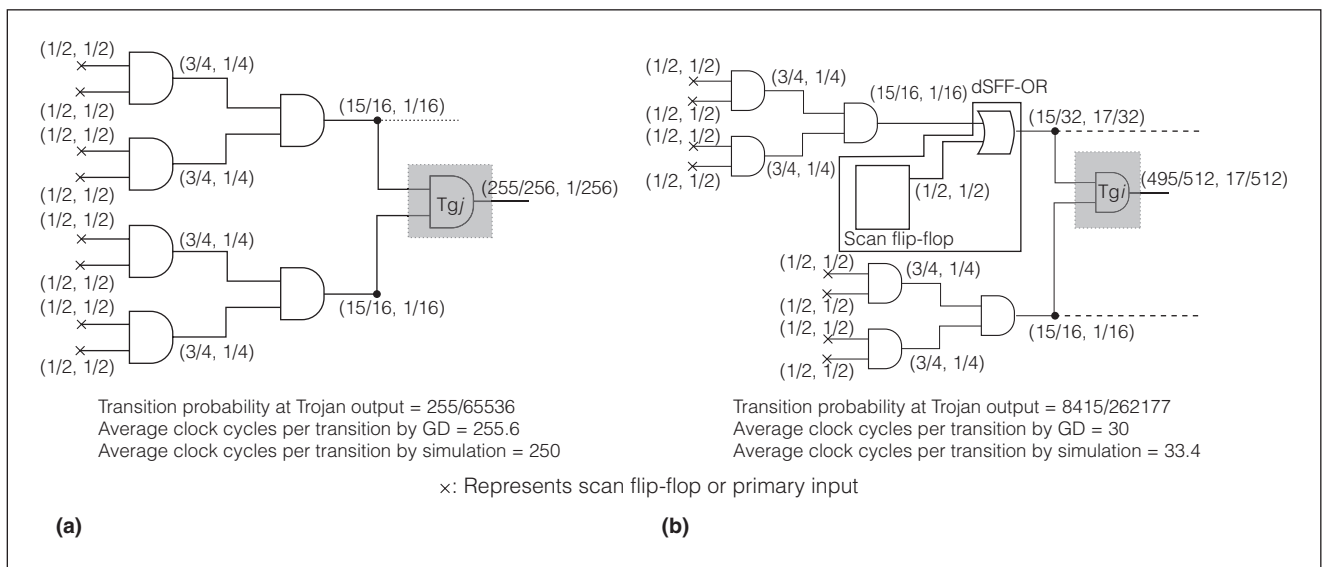 (1/2, 1/2)
(3/4, 1/4)
(1/2, 1/2)
(15/16, 1/16)
(1/2, 1/2)
(1/2, 1/2)
(3/4, 1/4)
(255/256, 1/256)
Tgj
(1/2, 1/2)
(3/4, 1/4)
(1/2, 1/2)
(1/2, 1/2)
(15/16, 1/16)
(3/4, 1/4)
(1/2, 1/2)
Transition probability at Trojan output = 255/65536
Average clock cycles per transition by GD = 255.6
Average clock cycles per transition by simulation = 250
(a)
(1/2, 1/2)
(3/4, 1/4)
(15/16, 1/16)
dSFF-OR
(1/2, 1/2)
(1/2, 1/2)
(15/32, 17/32)
(3/4, 1/4)
(1/2, 1/2)
(1/2, 1/2)
(495/512, 17/512)
Tgi
Scan flip-flop
(1/2, 1/2)
(3/4, 1/4)
(1/2, 1/2)
(1/2, 1/2)
(15/16, 1/16)
(3/4, 1/4)
(1/2, 1/2)
Transition probability at Trojan output = 8415/262177
Average clock cycles per transition by GD = 30
Average clock cycles per transition by simulation = 33.4
×: Represents scan flip-flop or primary input
(b)